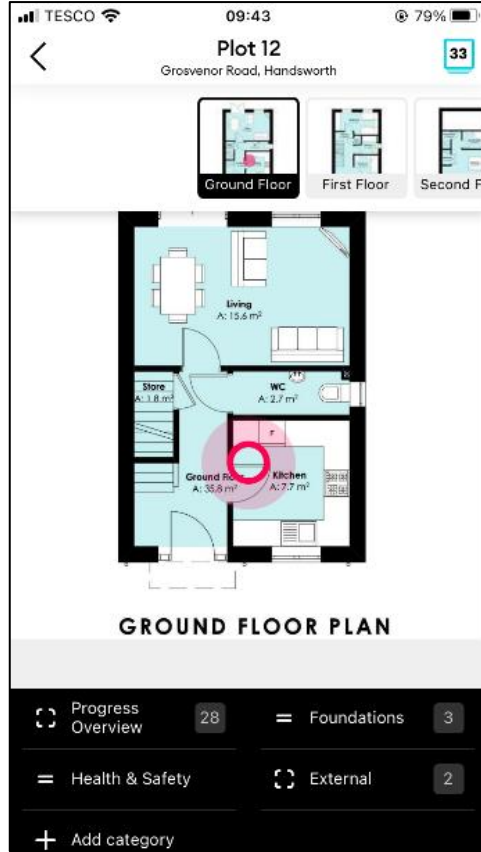 TESCO 09:43 79%
Plot 12
Grosvenor Road, Handsworth
33
Ground Floor
First Floor
Second F
Living
A: 15.6 m²
Store
A: 1.8 m²
WC
A: 2.7 m²
F
Ground Floor
A: 35.8 m²
Kitchen
A: 7.7 m²
GROUND FLOOR PLAN
Progress
Overview
28
Foundations
3
Health & Safety
External
2
Add category